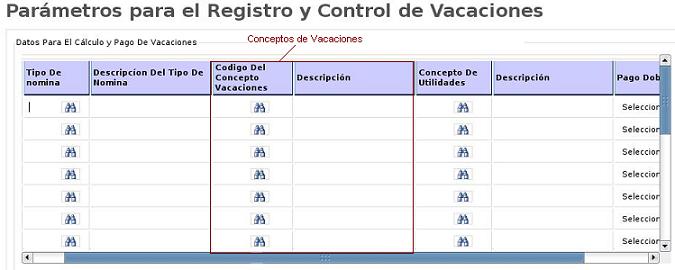 Parámetros para el Registro y Control de Vacaciones
Datos Para El Cálculo y Pago De Vacaciones
Conceptos de Vacaciones
Tipo De nomina
Descripcíon Del Tipo De Nomina
Codigo Del Concepto Vacaciones
Descripción
Concepto De Utilidades
Descripción
Pago Dob
Seleccion
Seleccion
Seleccion
Seleccion
Seleccion
Seleccion
Seleccion